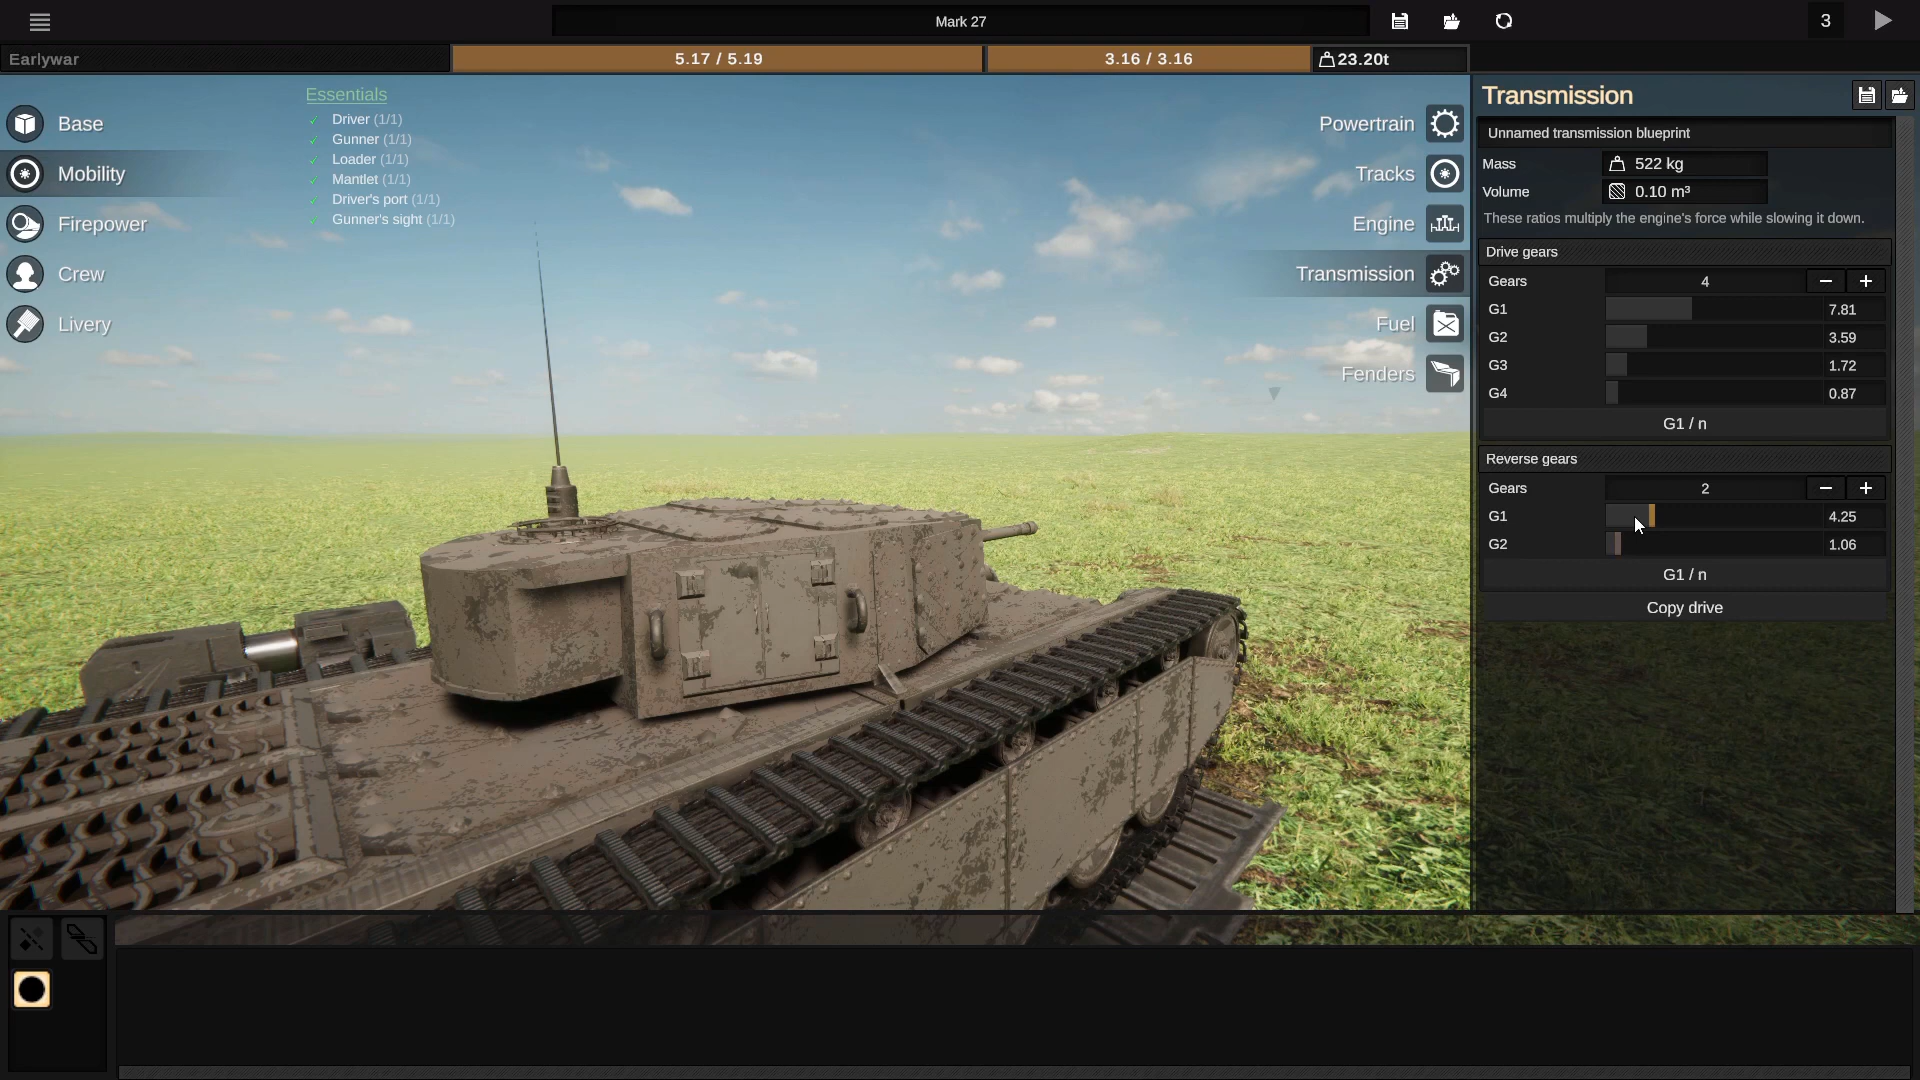 Mark 27
3
Earlywar
5.17 / 5.19
3.16 / 3.16
23.20t
Base
Mobility
Firepower
Crew
Livery
Essentials
✓ Driver (1/1)
✓ Gunner (1/1)
✓ Loader (1/1)
✓ Mantlet (1/1)
✓ Driver's port (1/1)
✓ Gunner's sight (1/1)
Powertrain
Tracks
Engine
Transmission
Fuel
Fenders
Transmission
Unnamed transmission blueprint
Mass 522 kg
Volume 0.10 m³
These ratios multiply the engine's force while slowing it down.
Drive gears
Gears 4 − +
G1 7.81
G2 3.59
G3 1.72
G4 0.87
G1 / n
Reverse gears
Gears 2 − +
G1 4.25
G2 1.06
G1 / n
Copy drive